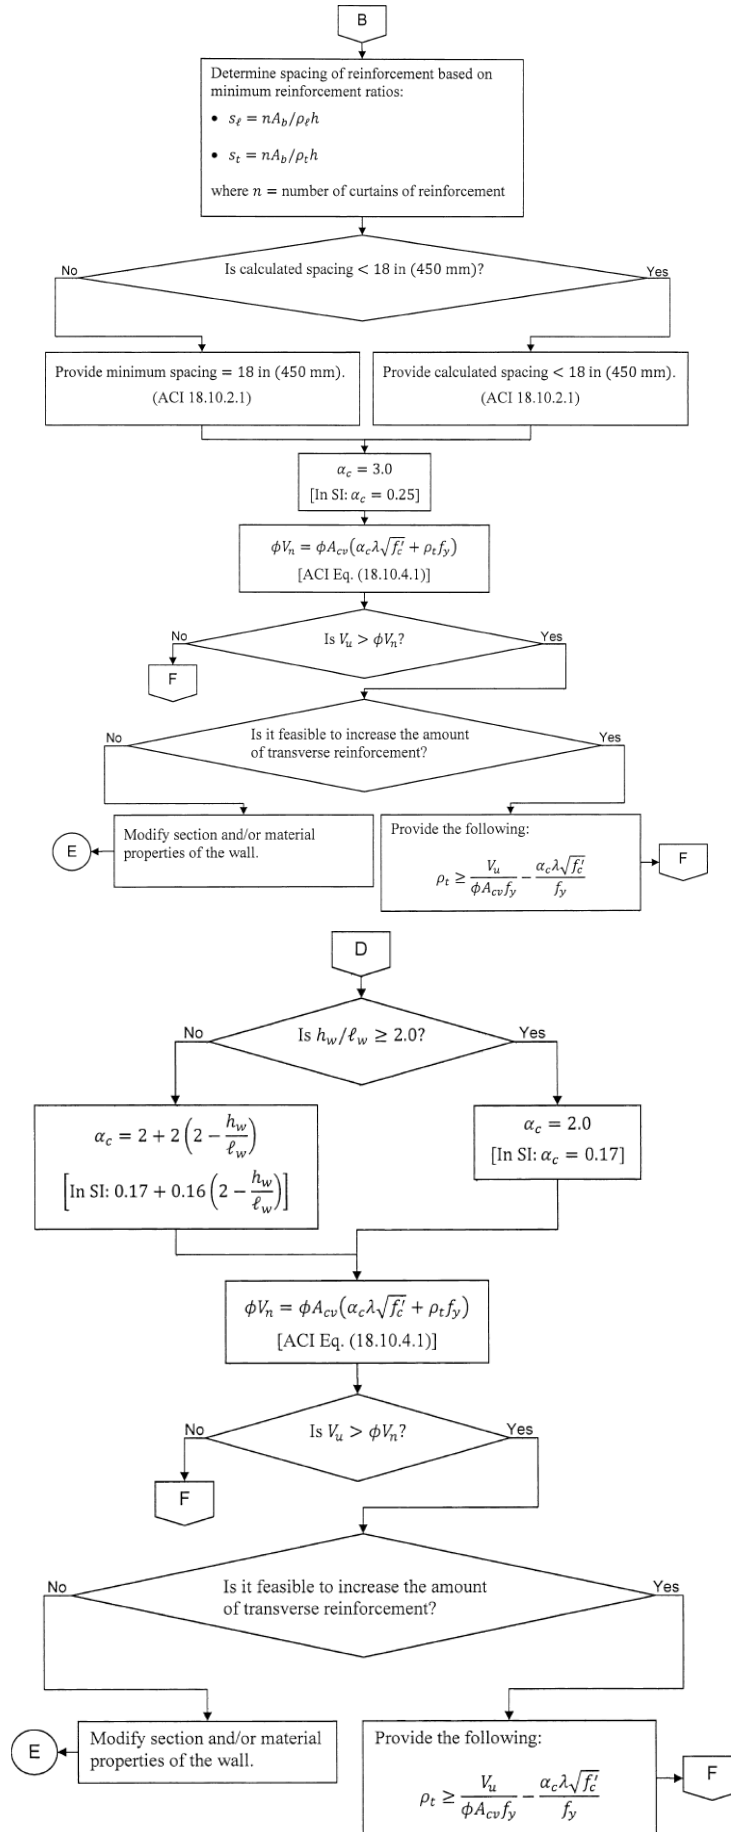 B
Determine spacing of reinforcement based on
minimum reinforcement ratios:
• sℓ = nA_b/ρℓh
• s_t = nA_b/ρ_th
where n = number of curtains of reinforcement
Is calculated spacing < 18 in (450 mm)?
No
Yes
Provide minimum spacing = 18 in (450 mm).
(ACI 18.10.2.1)
Provide calculated spacing < 18 in (450 mm).
(ACI 18.10.2.1)
α_c = 3.0
[In SI: α_c = 0.25]
ϕV_n = ϕA_cv(α_cλ√f_c′ + ρ_tf_y)
[ACI Eq. (18.10.4.1)]
Is V_u > ϕV_n?
No
Yes
F
Is it feasible to increase the amount
of transverse reinforcement?
No
Yes
Modify section and/or material
properties of the wall.
E
Provide the following:
ρ_t ≥ V_u/ϕA_cvf_y − α_cλ√f_c′/f_y
F
D
Is h_w/ℓ_w ≥ 2.0?
No
Yes
α_c = 2 + 2(2 − h_w/ℓ_w)
[In SI: 0.17 + 0.16(2 − h_w/ℓ_w)]
α_c = 2.0
[In SI: α_c = 0.17]
ϕV_n = ϕA_cv(α_cλ√f_c′ + ρ_tf_y)
[ACI Eq. (18.10.4.1)]
Is V_u > ϕV_n?
No
Yes
F
Is it feasible to increase the amount
of transverse reinforcement?
No
Yes
Modify section and/or material
properties of the wall.
E
Provide the following:
ρ_t ≥ V_u/ϕA_cvf_y − α_cλ√f_c′/f_y
F